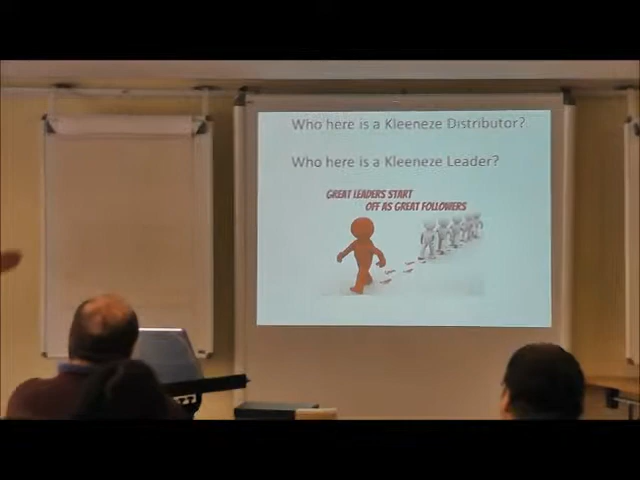 Who here is a Kleeneze Distributor?
Who here is a Kleeneze Leader?
GREAT LEADERS START
OFF AS GREAT FOLLOWERS